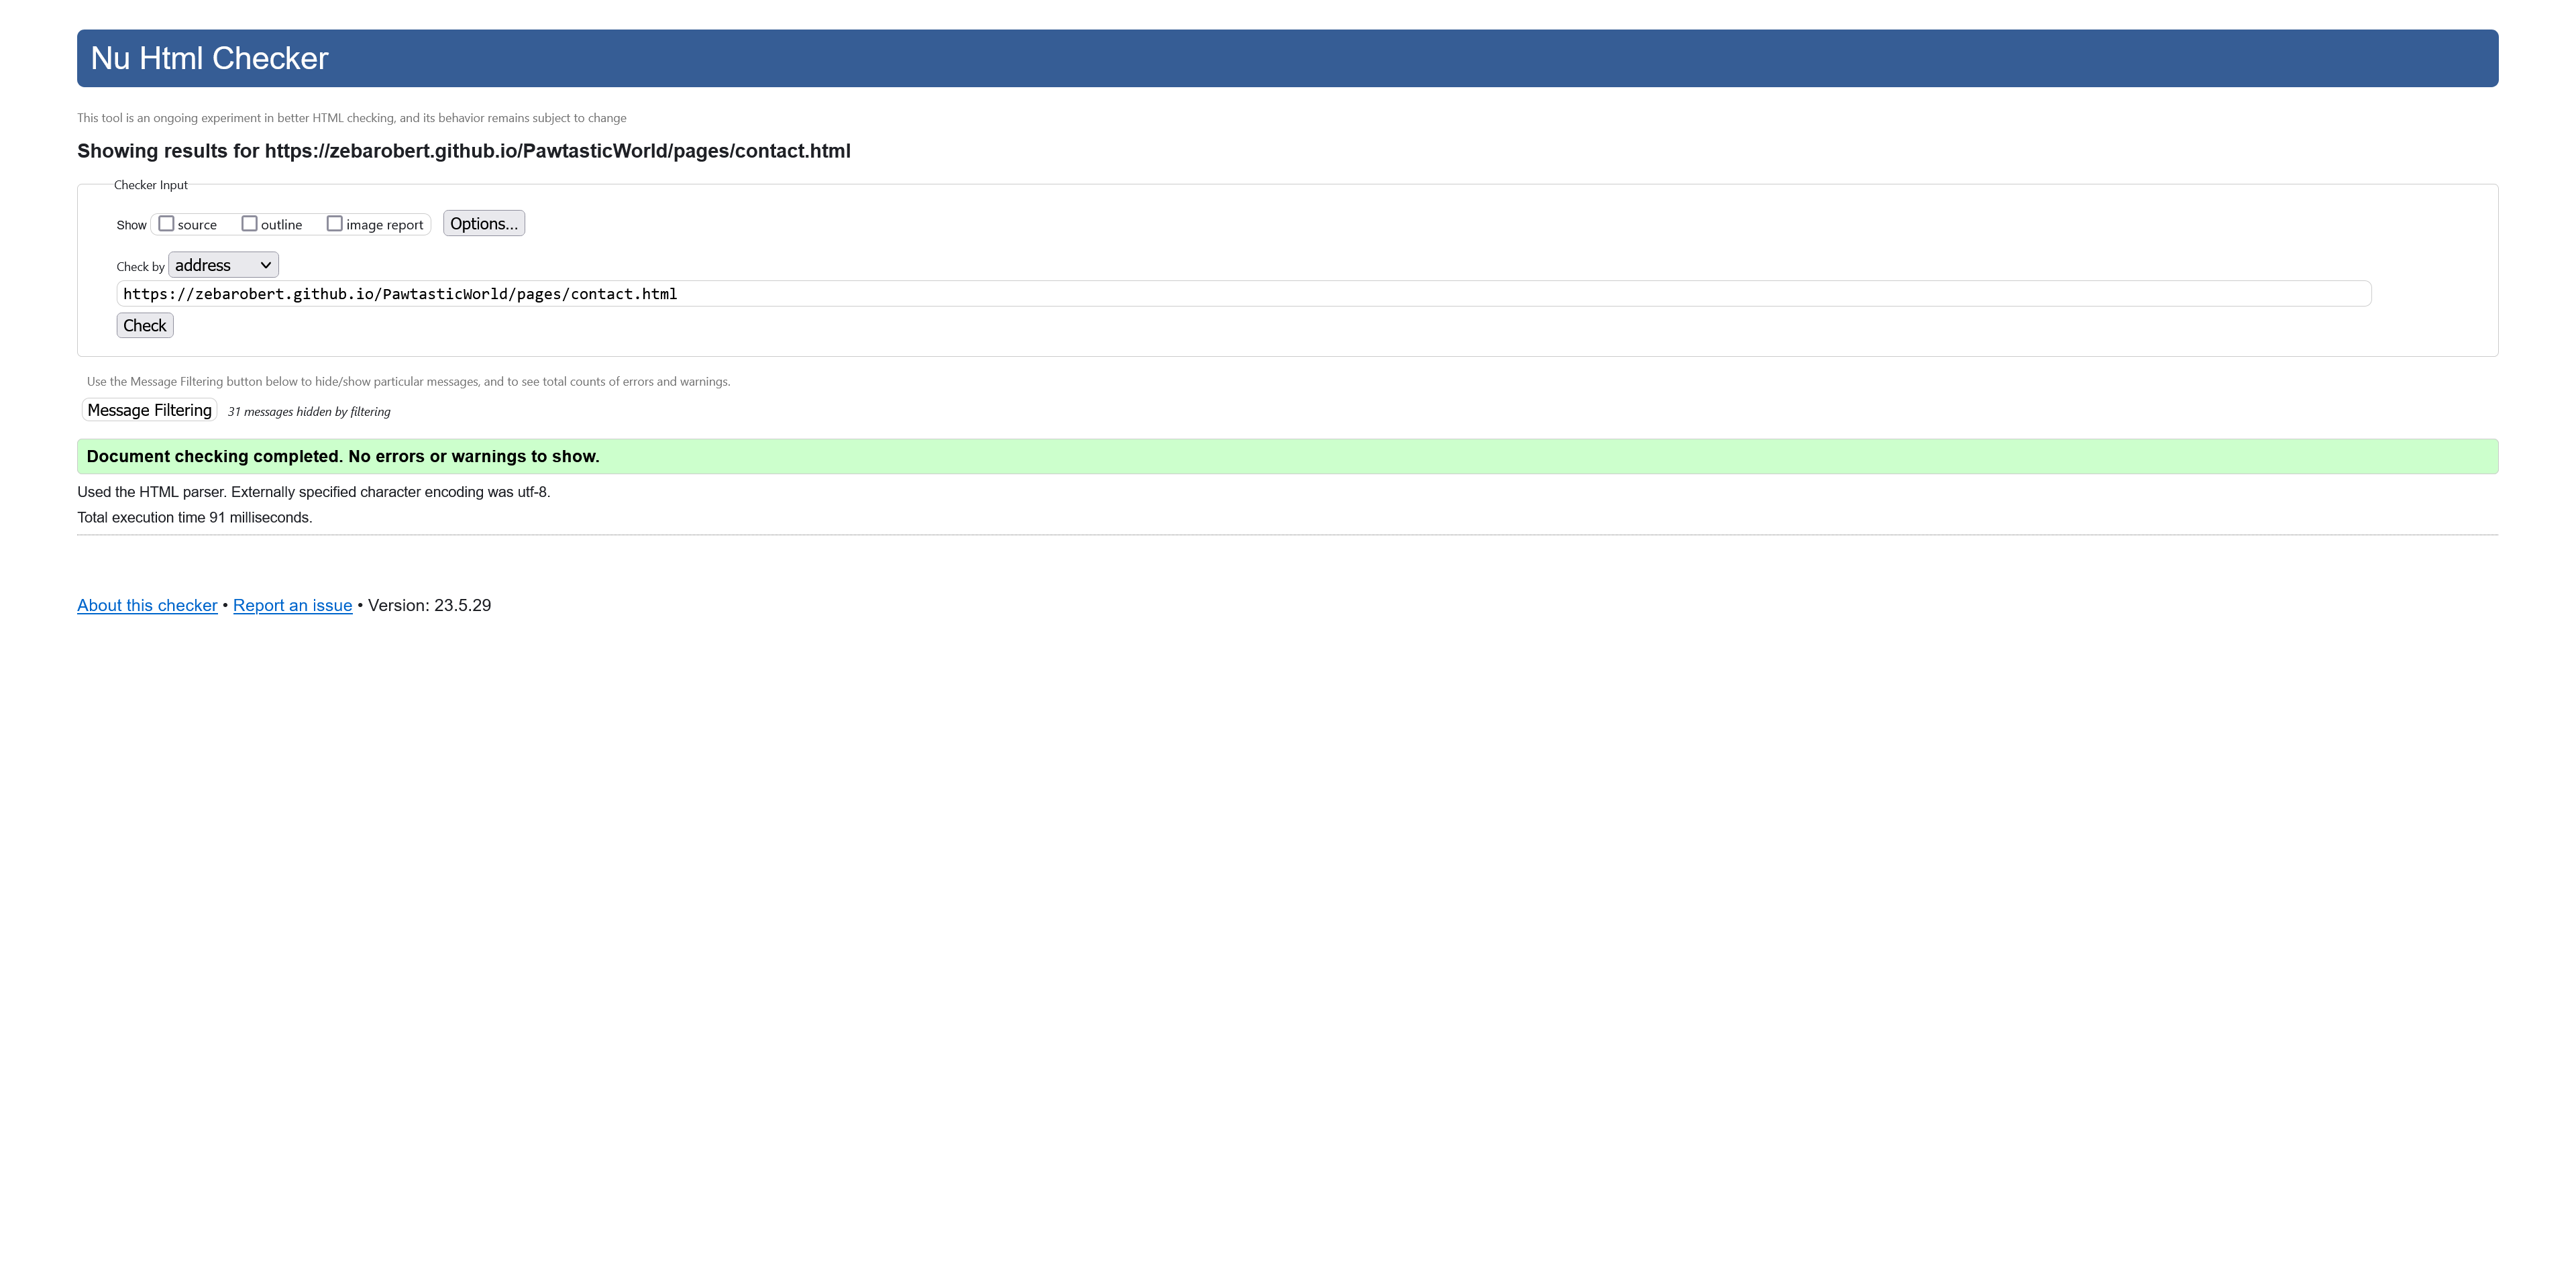 Nu Html Checker
This tool is an ongoing experiment in better HTML checking, and its behavior remains subject to change
Showing results for https://zebarobert.github.io/PawtasticWorld/pages/contact.html
Checker Input
Show source outline image report Options...
Check by address
https://zebarobert.github.io/PawtasticWorld/pages/contact.html
Check
Use the Message Filtering button below to hide/show particular messages, and to see total counts of errors and warnings.
Message Filtering 31 messages hidden by filtering
Document checking completed. No errors or warnings to show.
Used the HTML parser. Externally specified character encoding was utf-8.
Total execution time 91 milliseconds.
About this checker • Report an issue • Version: 23.5.29